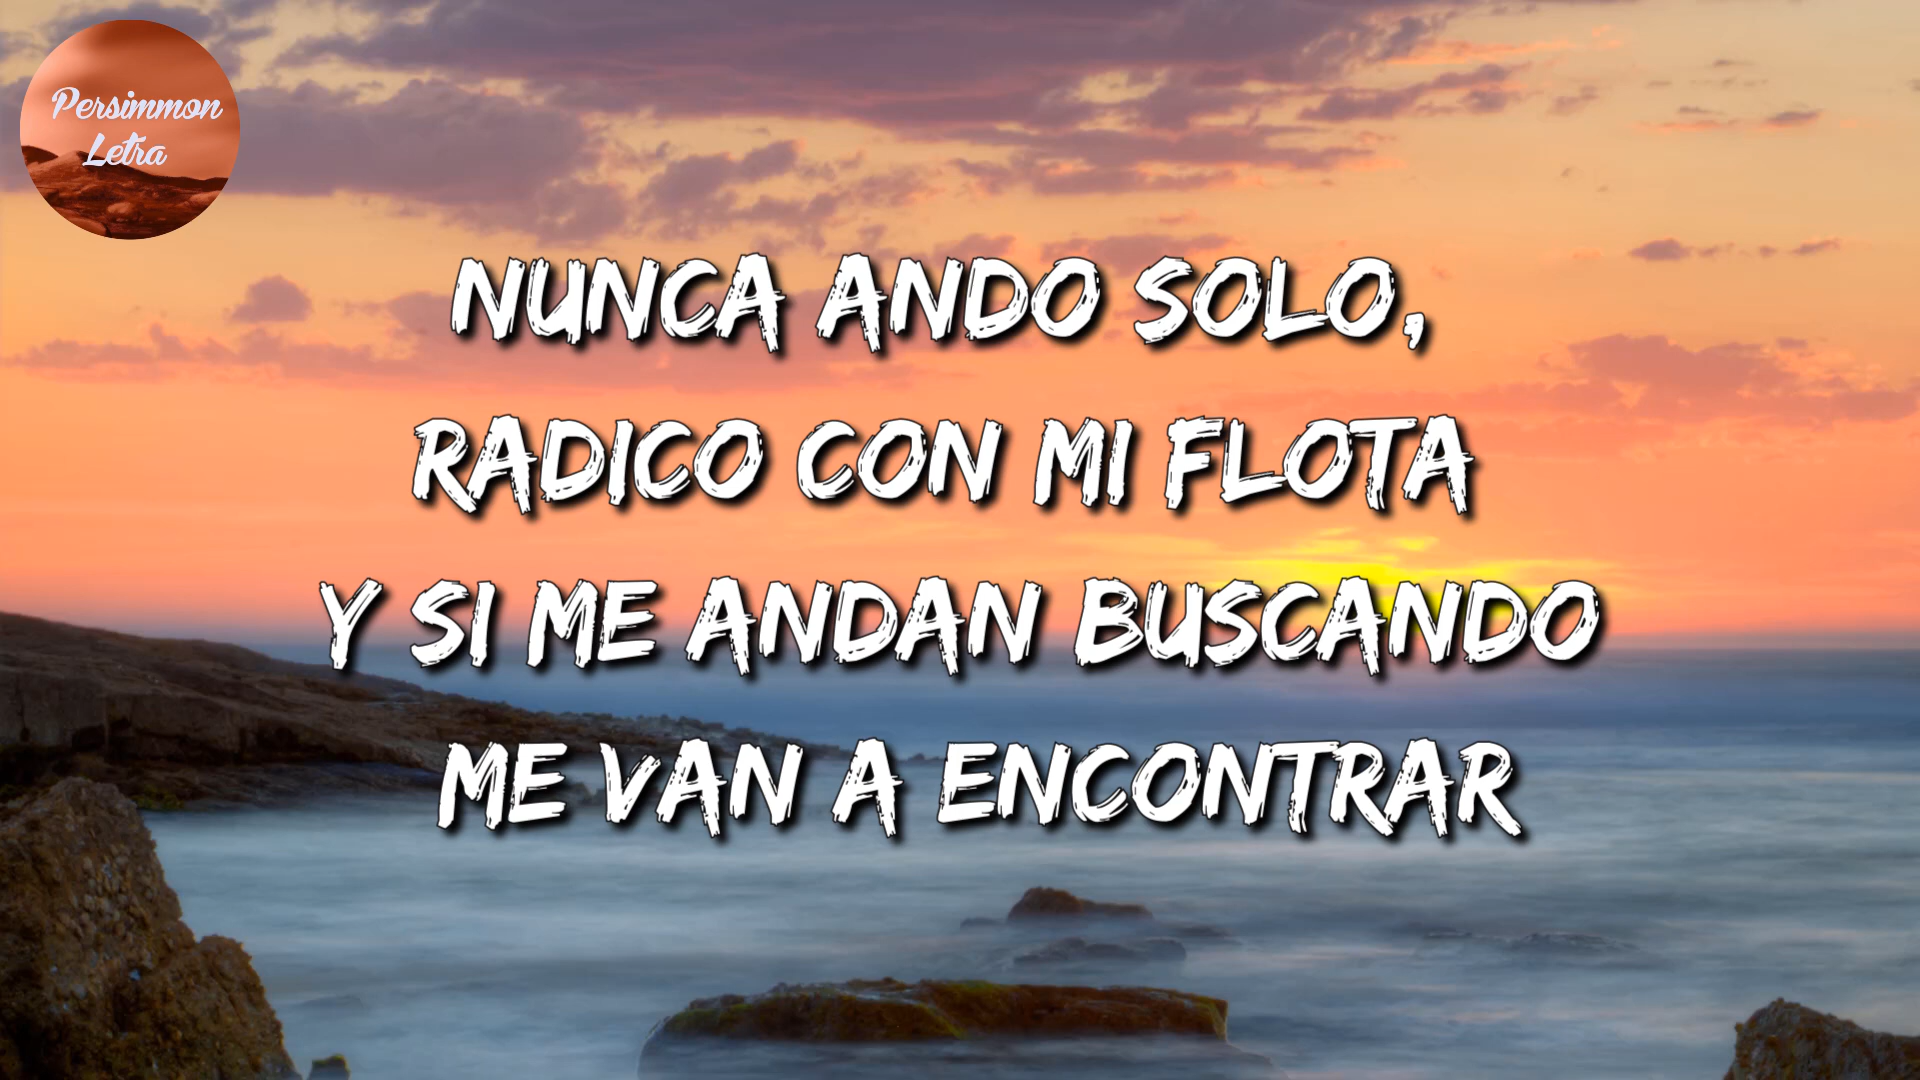 Persimmon
Letra
NUNCA ANDO SOLO,
RADICO CON MI FLOTA
Y SI ME ANDAN BUSCANDO
ME VAN A ENCONTRAR